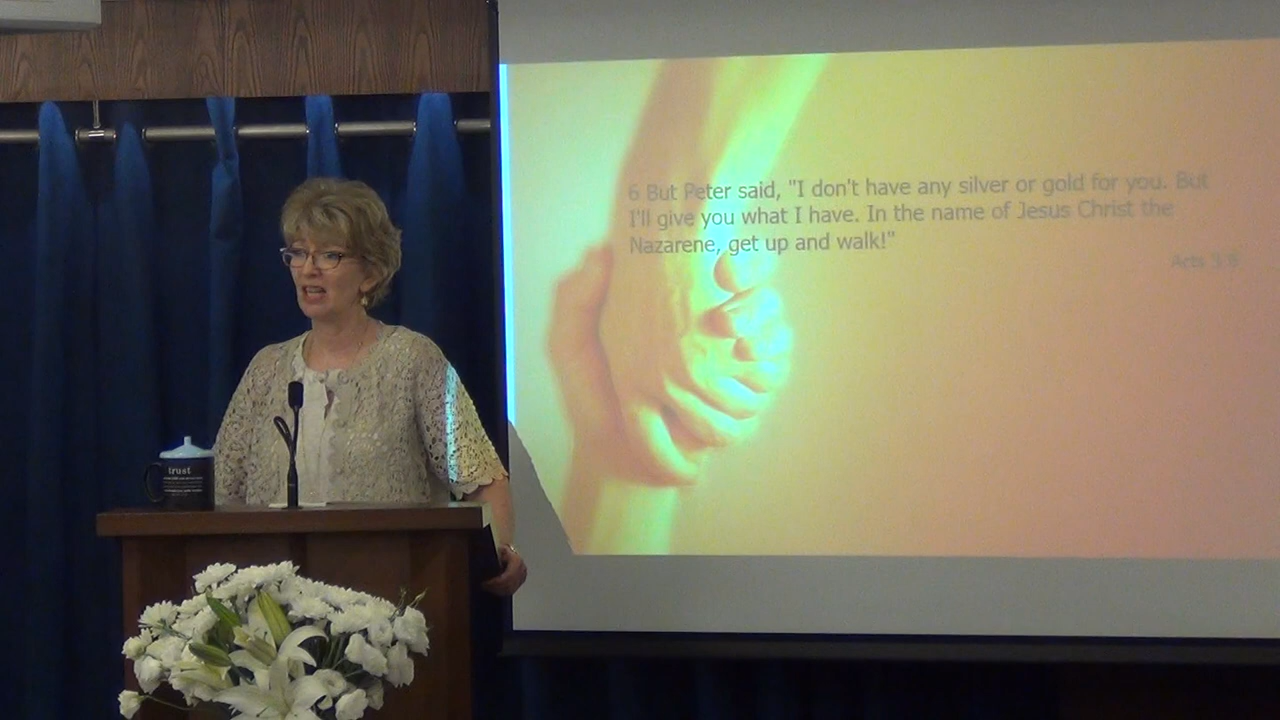 6 But Peter said, "I don't have any silver or gold for you. But
I'll give you what I have. In the name of Jesus Christ the
Nazarene, get up and walk!"
Acts 3:6
trust